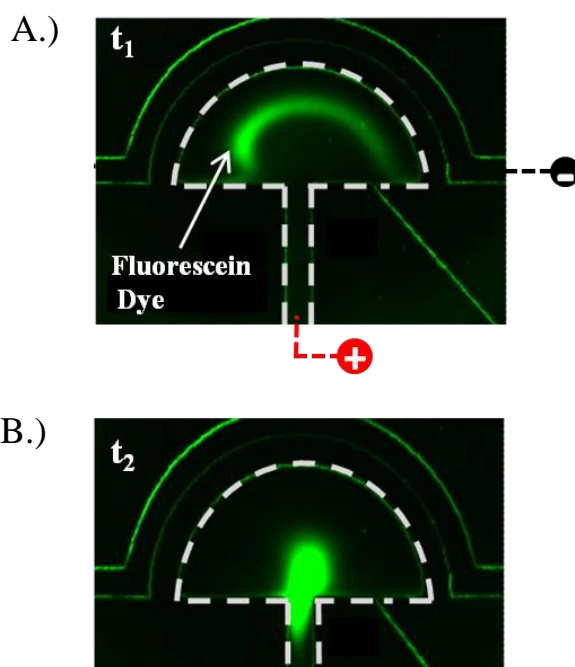 A.)
t₁
-
Fluorescein
Dye
+
B.)
t₂